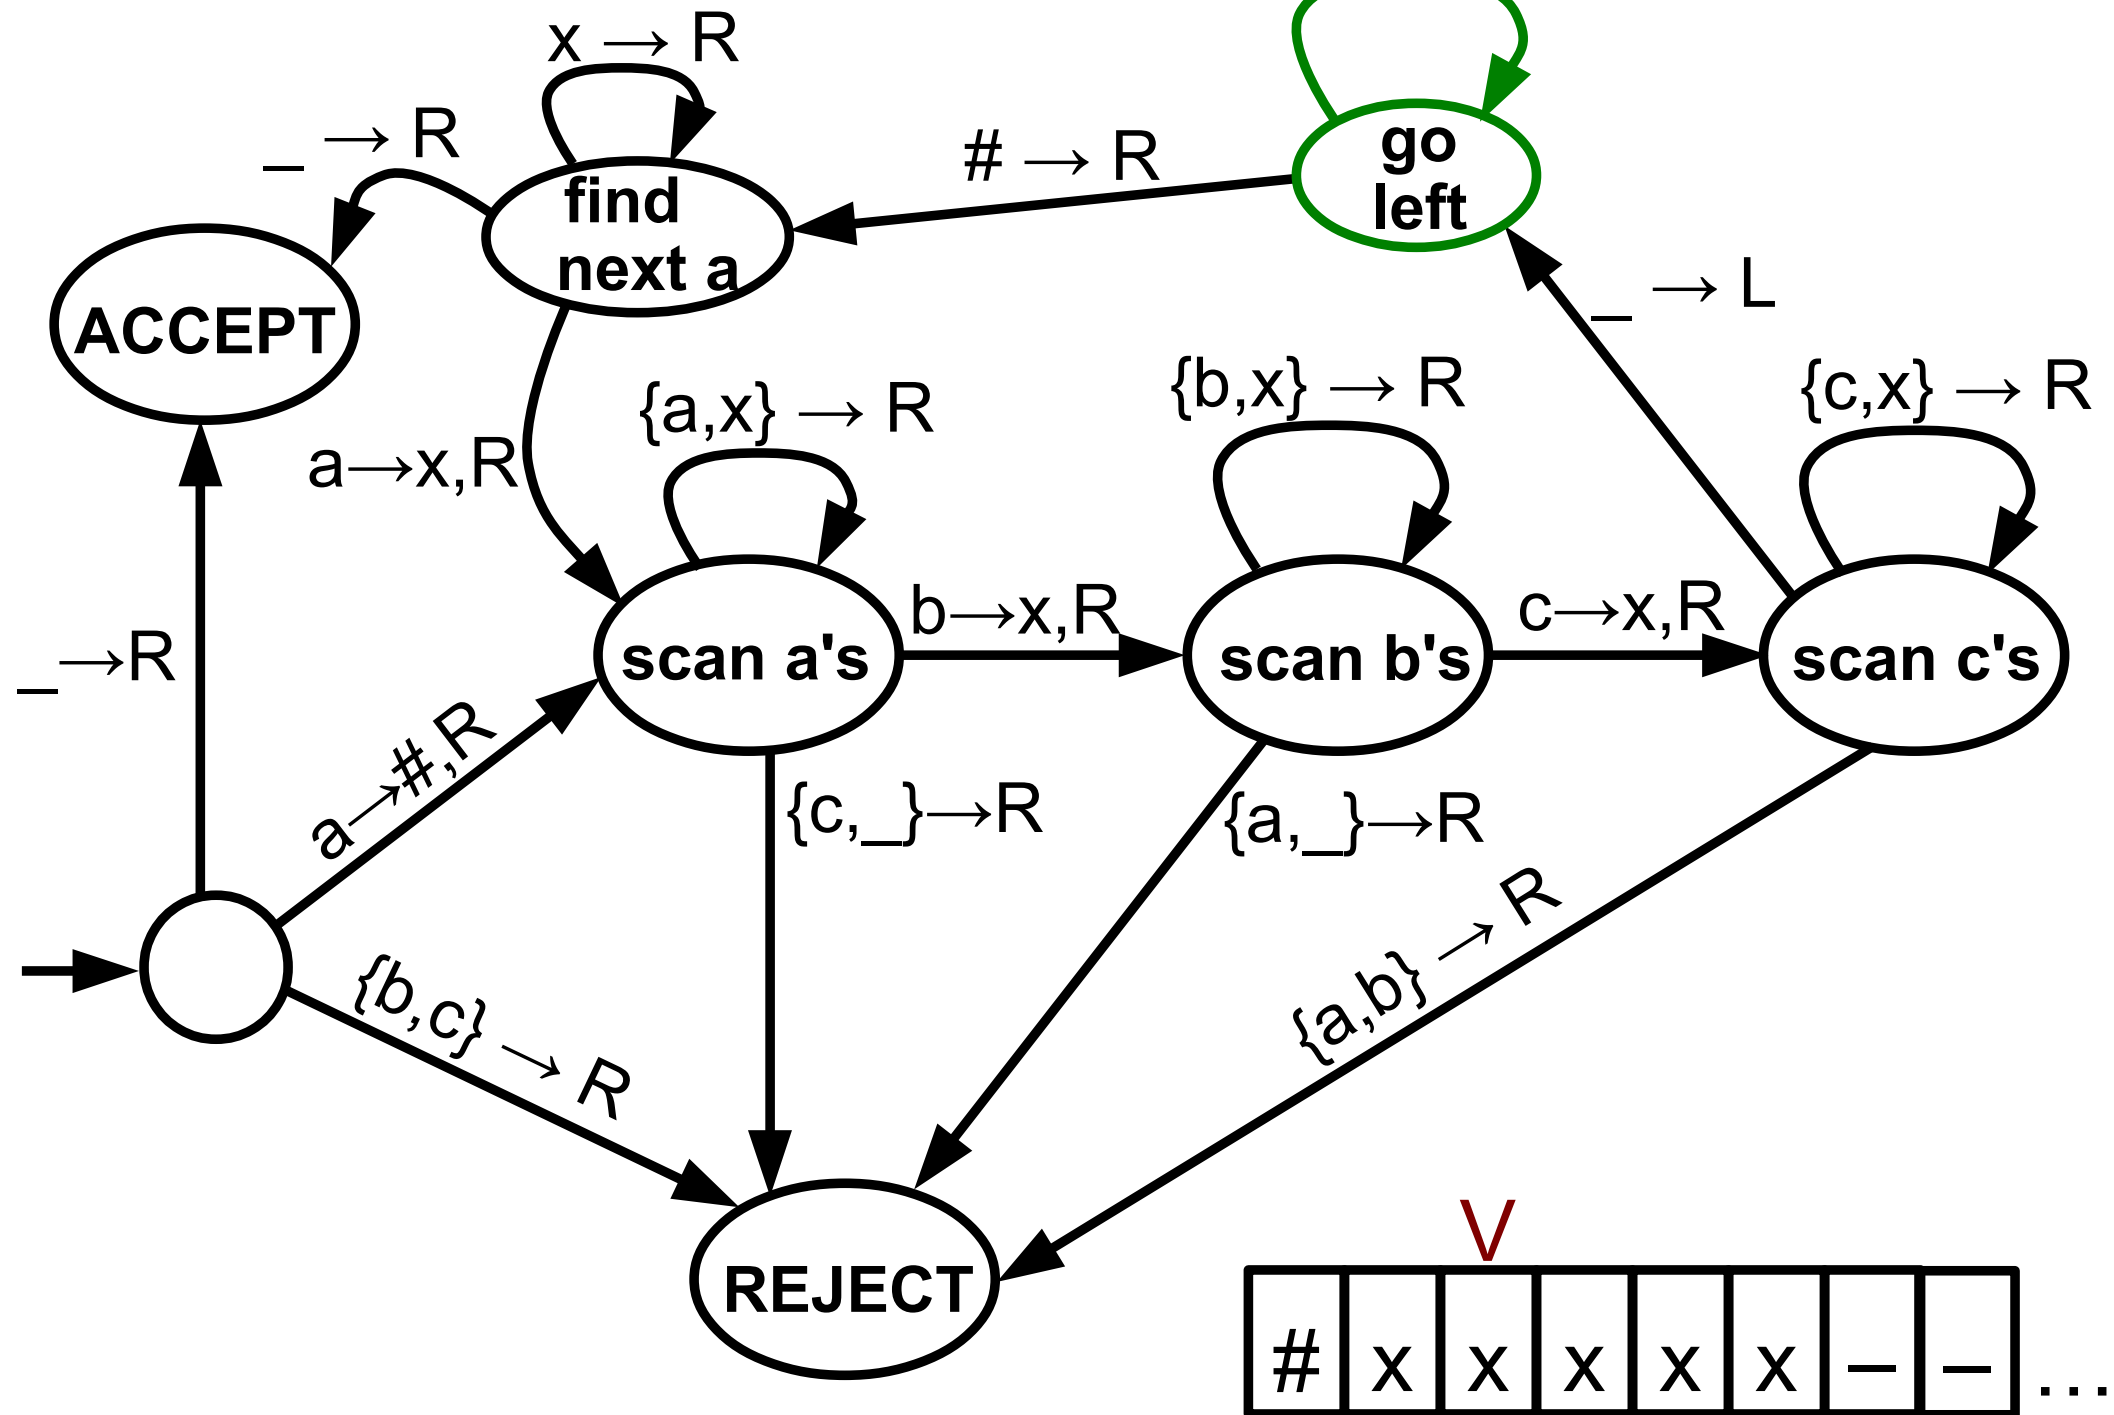 x → R
_ → R
# → R
go
left
find
next a
_ → L
ACCEPT
{a,x} → R
{b,x} → R
{c,x} → R
a→x,R
b→x,R
c→x,R
_→R
scan a's
scan b's
scan c's
a→#,R
{c,_}→R
{a,_}→R
{a,b} → R
{b,c} → R
V
REJECT
# x x x x x _ _ ...